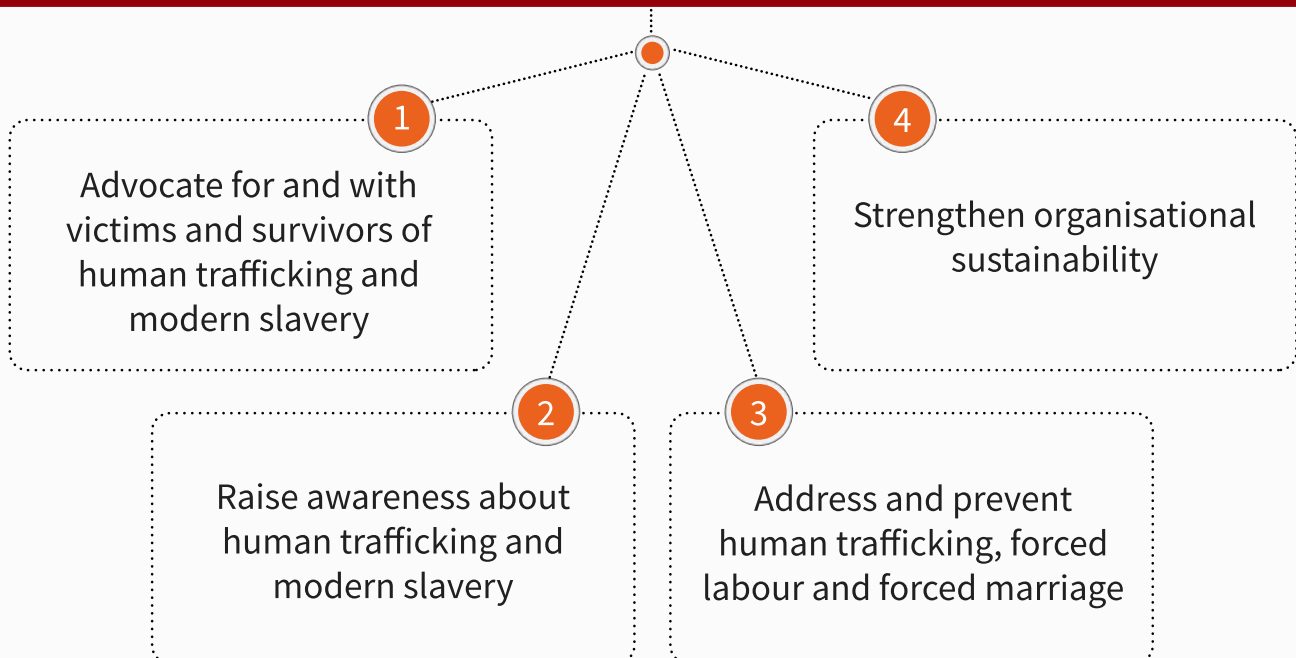 1
Advocate for and with
victims and survivors of
human trafficking and
modern slavery
2
Raise awareness about
human trafficking and
modern slavery
3
Address and prevent
human trafficking, forced
labour and forced marriage
4
Strengthen organisational
sustainability